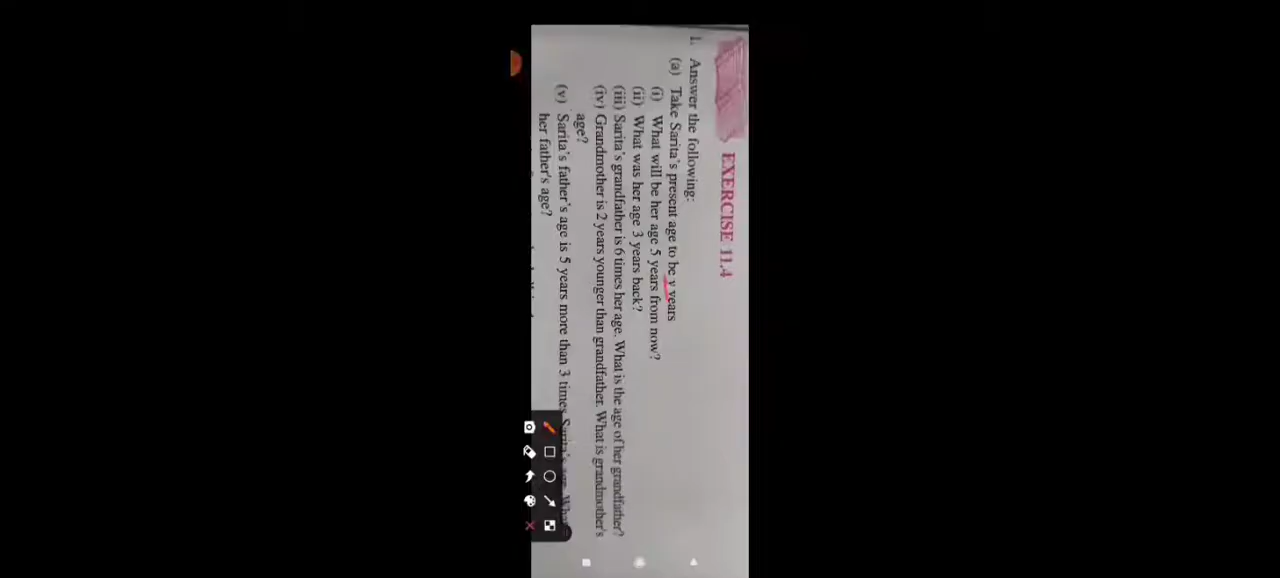 EXERCISE 11.4
1. Answer the following:
(a) Take Sarita's present age to be y years
(i) What will be her age 5 years from now?
(ii) What was her age 3 years back?
(iii) Sarita's grandfather is 6 times her age. What is the age of her grandfather?
(iv) Grandmother is 2 years younger than grandfather. What is grandmother's
age?
(v) Sarita's father's age is 5 years more than 3 times Sarita's age. What
her father's age?